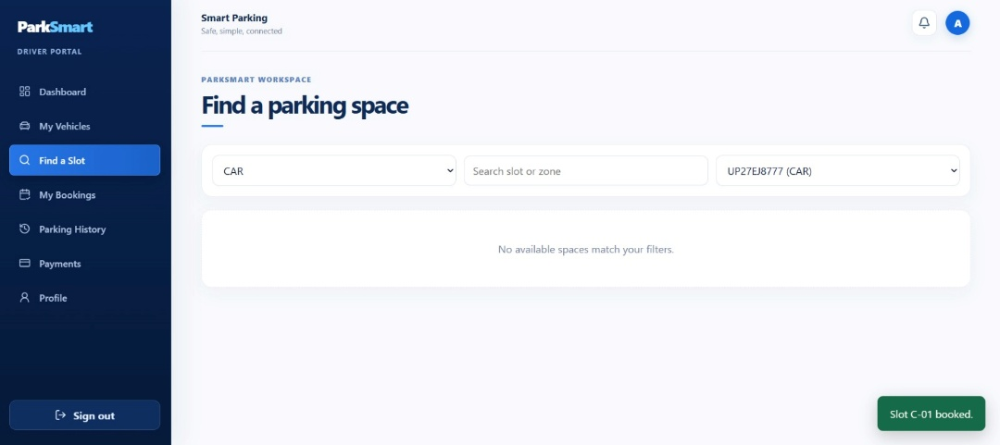 ParkSmart
DRIVER PORTAL
Dashboard
My Vehicles
Find a Slot
My Bookings
Parking History
Payments
Profile
Sign out
Smart Parking
Safe, simple, connected
A
PARKSMART WORKSPACE
Find a parking space
CAR
Search slot or zone
UP27EJ8777 (CAR)
No available spaces match your filters.
Slot C-01 booked.